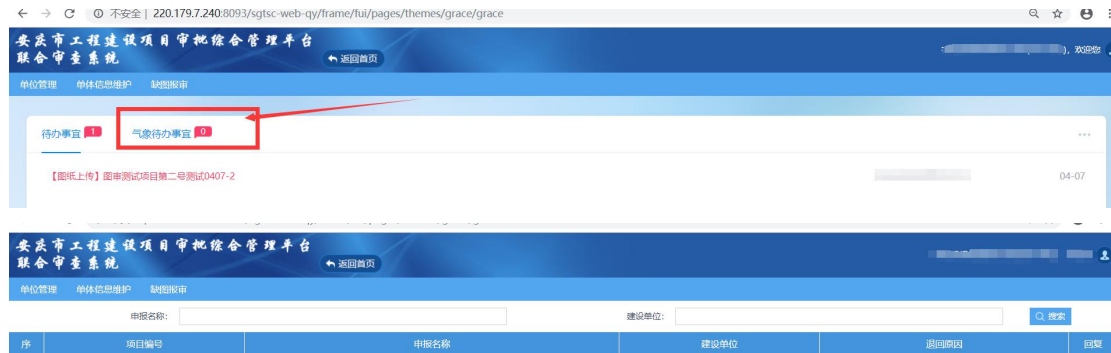 不安全 | 220.179.7.240:8093/sgtsc-web-qy/frame/fui/pages/themes/grace/grace
安庆市工程建设项目审批综合管理平台
联合审查系统
返回首页
), 欢迎您
单位管理 单体信息维护 缺图报审
待办事宜 1 气象待办事宜 0
【图纸上传】图审测试项目第二号测试0407-2 04-07
安庆市工程建设项目审批综合管理平台
联合审查系统
返回首页
单位管理 单体信息维护 缺图报审
申报名称: 建设单位: 搜索
序 项目编号 申报名称 建设单位 退回原因 回复